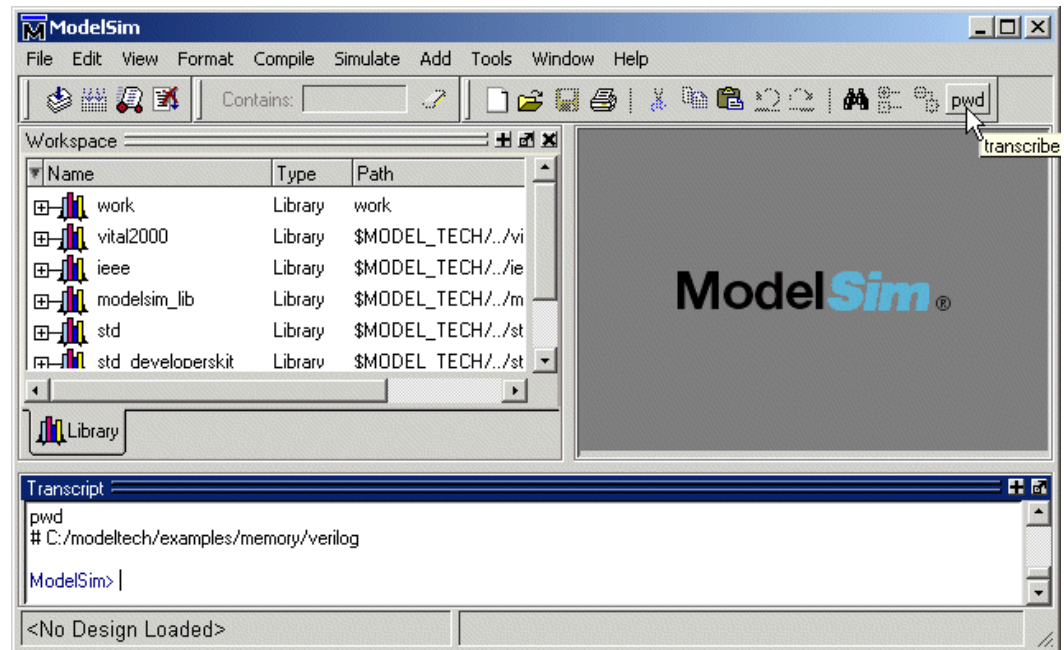 ModelSim
File Edit View Format Compile Simulate Add Tools Window Help
Contains:
pwd
transcribe
Workspace
Name Type Path
work Library work
vital2000 Library $MODEL_TECH/../vi
ieee Library $MODEL_TECH/../ie
modelsim_lib Library $MODEL_TECH/../m
std Library $MODEL_TECH/../st
std_developerskit Library $MODEL_TECH/../st
Library
ModelSim®
Transcript
pwd
# C:/modeltech/examples/memory/verilog
ModelSim>
<No Design Loaded>